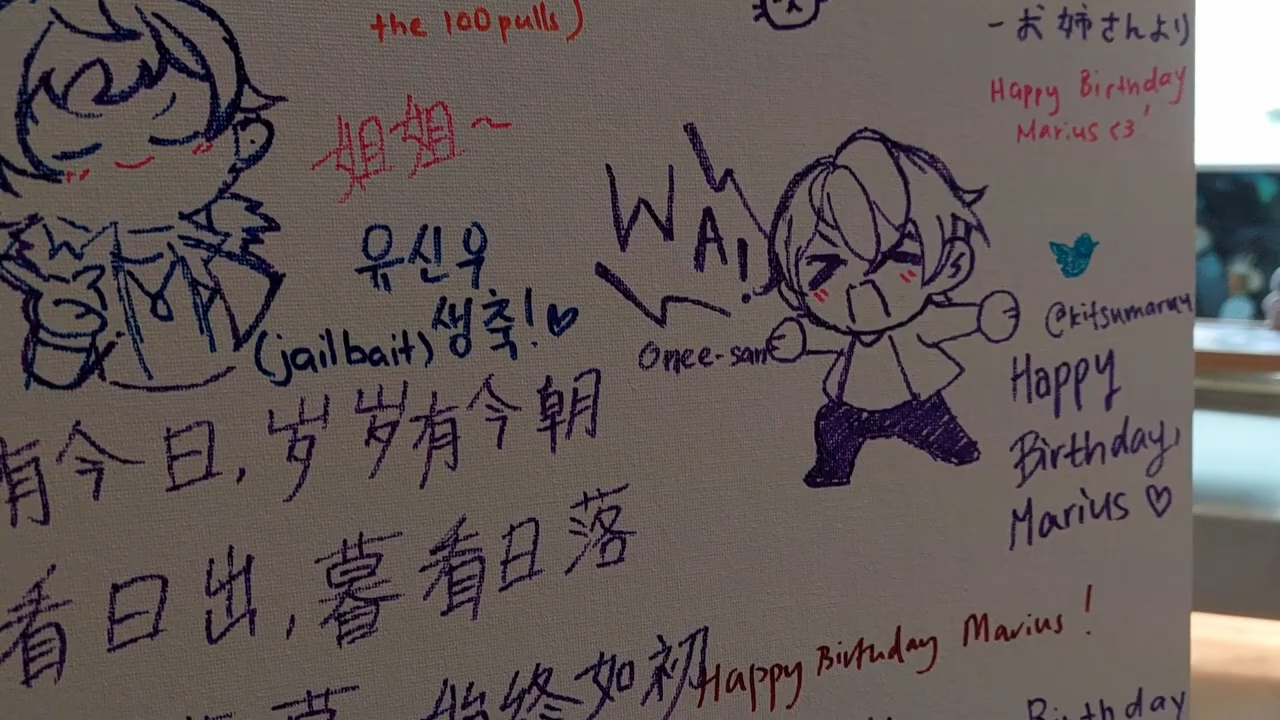 the 100 pulls)
-お姉さんより
Happy Birthday
Marius <3
姐姐~
WA!
유신우
생축!♡
(jailbait)
Onee-san
@kitsumaruu
Happy
Birthday,
Marius ♡
有今日, 岁岁有今朝
看日出, 暮看日落
始终如初
Happy Birthday Marius!
Birthday